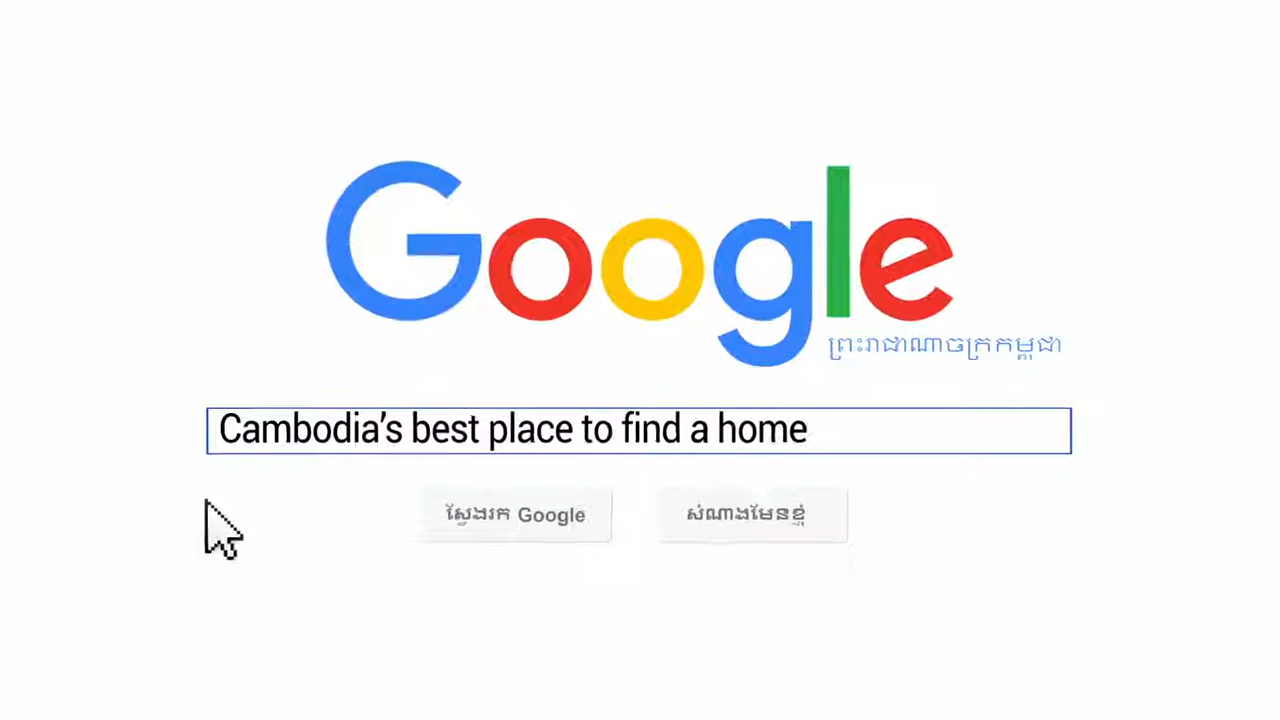 Google
ព្រះរាជាណាចក្រកម្ពុជា
Cambodia’s best place to find a home
ស្វែងរក Google
សំណាងមែនខ្ញុំ